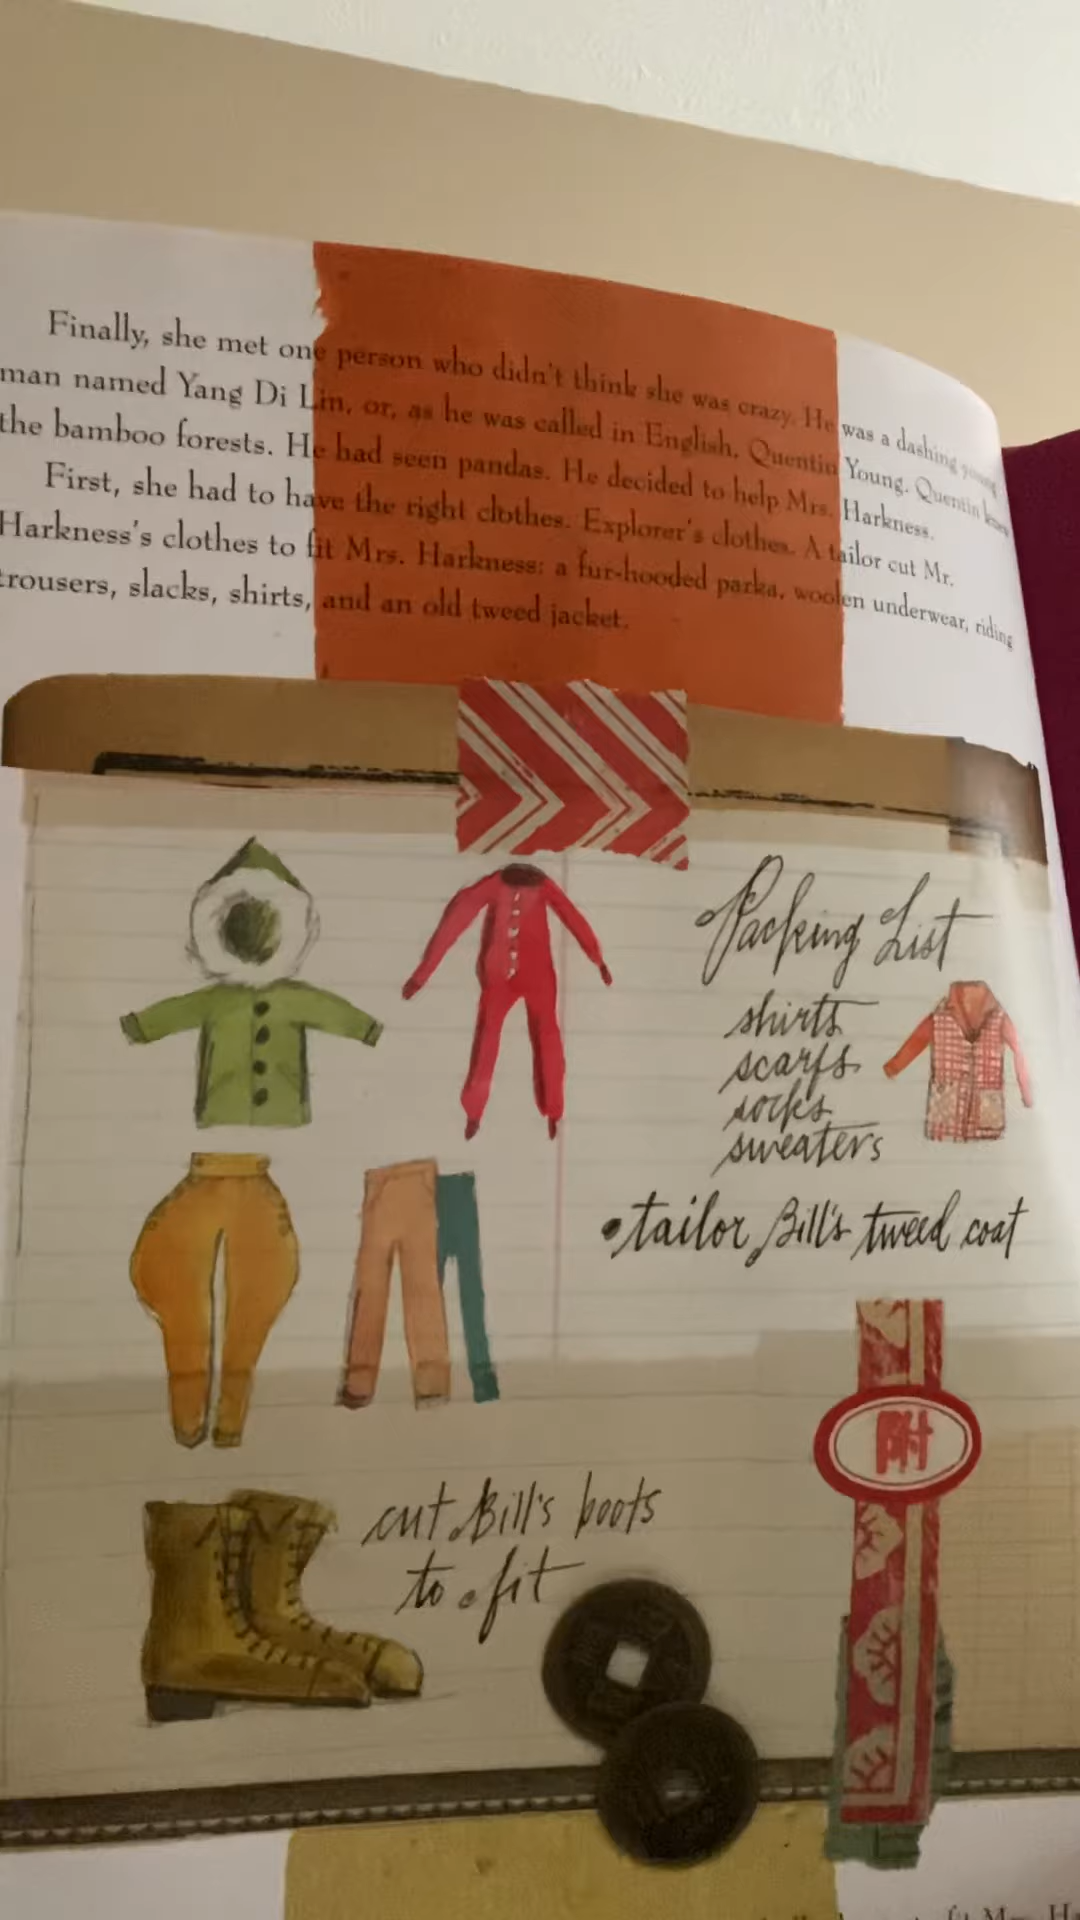 Finally, she met one person who didn't think she was crazy. He was a dashing young
man named Yang Di Lin, or, as he was called in English, Quentin Young. Quentin knew
the bamboo forests. He had seen pandas. He decided to help Mrs. Harkness.
First, she had to have the right clothes. Explorer's clothes. A tailor cut Mr.
Harkness's clothes to fit Mrs. Harkness: a fur-hooded parka, woolen underwear, riding
trousers, slacks, shirts, and an old tweed jacket.
Packing List
shirts
scarfs
socks
sweaters
•tailor Bill's tweed coat
BH
cut Bill's boots
to fit